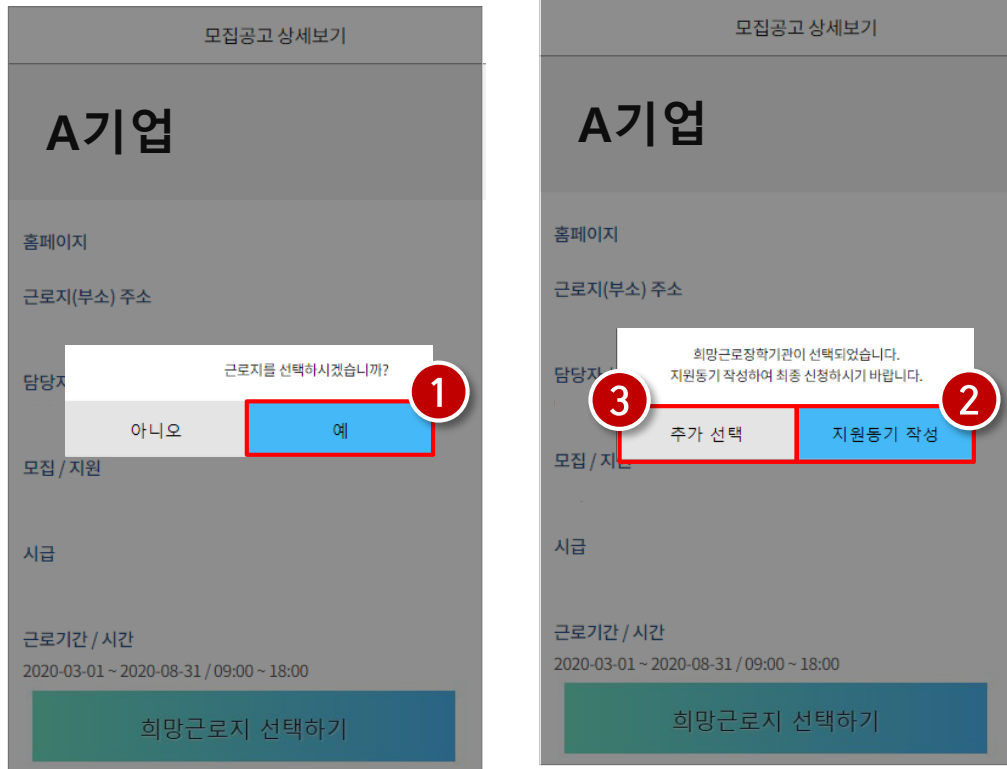 모집공고 상세보기
A기업
홈페이지
근로지(부소) 주소
근로지를 선택하시겠습니까?
담당자
1
아니오
예
모집 / 지원
시급
근로기간 / 시간
2020-03-01 ~ 2020-08-31 / 09:00 ~ 18:00
희망근로지 선택하기
모집공고 상세보기
A기업
홈페이지
근로지(부소) 주소
희망근로장학기관이 선택되었습니다.
지원동기 작성하여 최종 신청하시기 바랍니다.
담당자
3
2
추가 선택
지원동기 작성
모집 / 지원
시급
근로기간 / 시간
2020-03-01 ~ 2020-08-31 / 09:00 ~ 18:00
희망근로지 선택하기